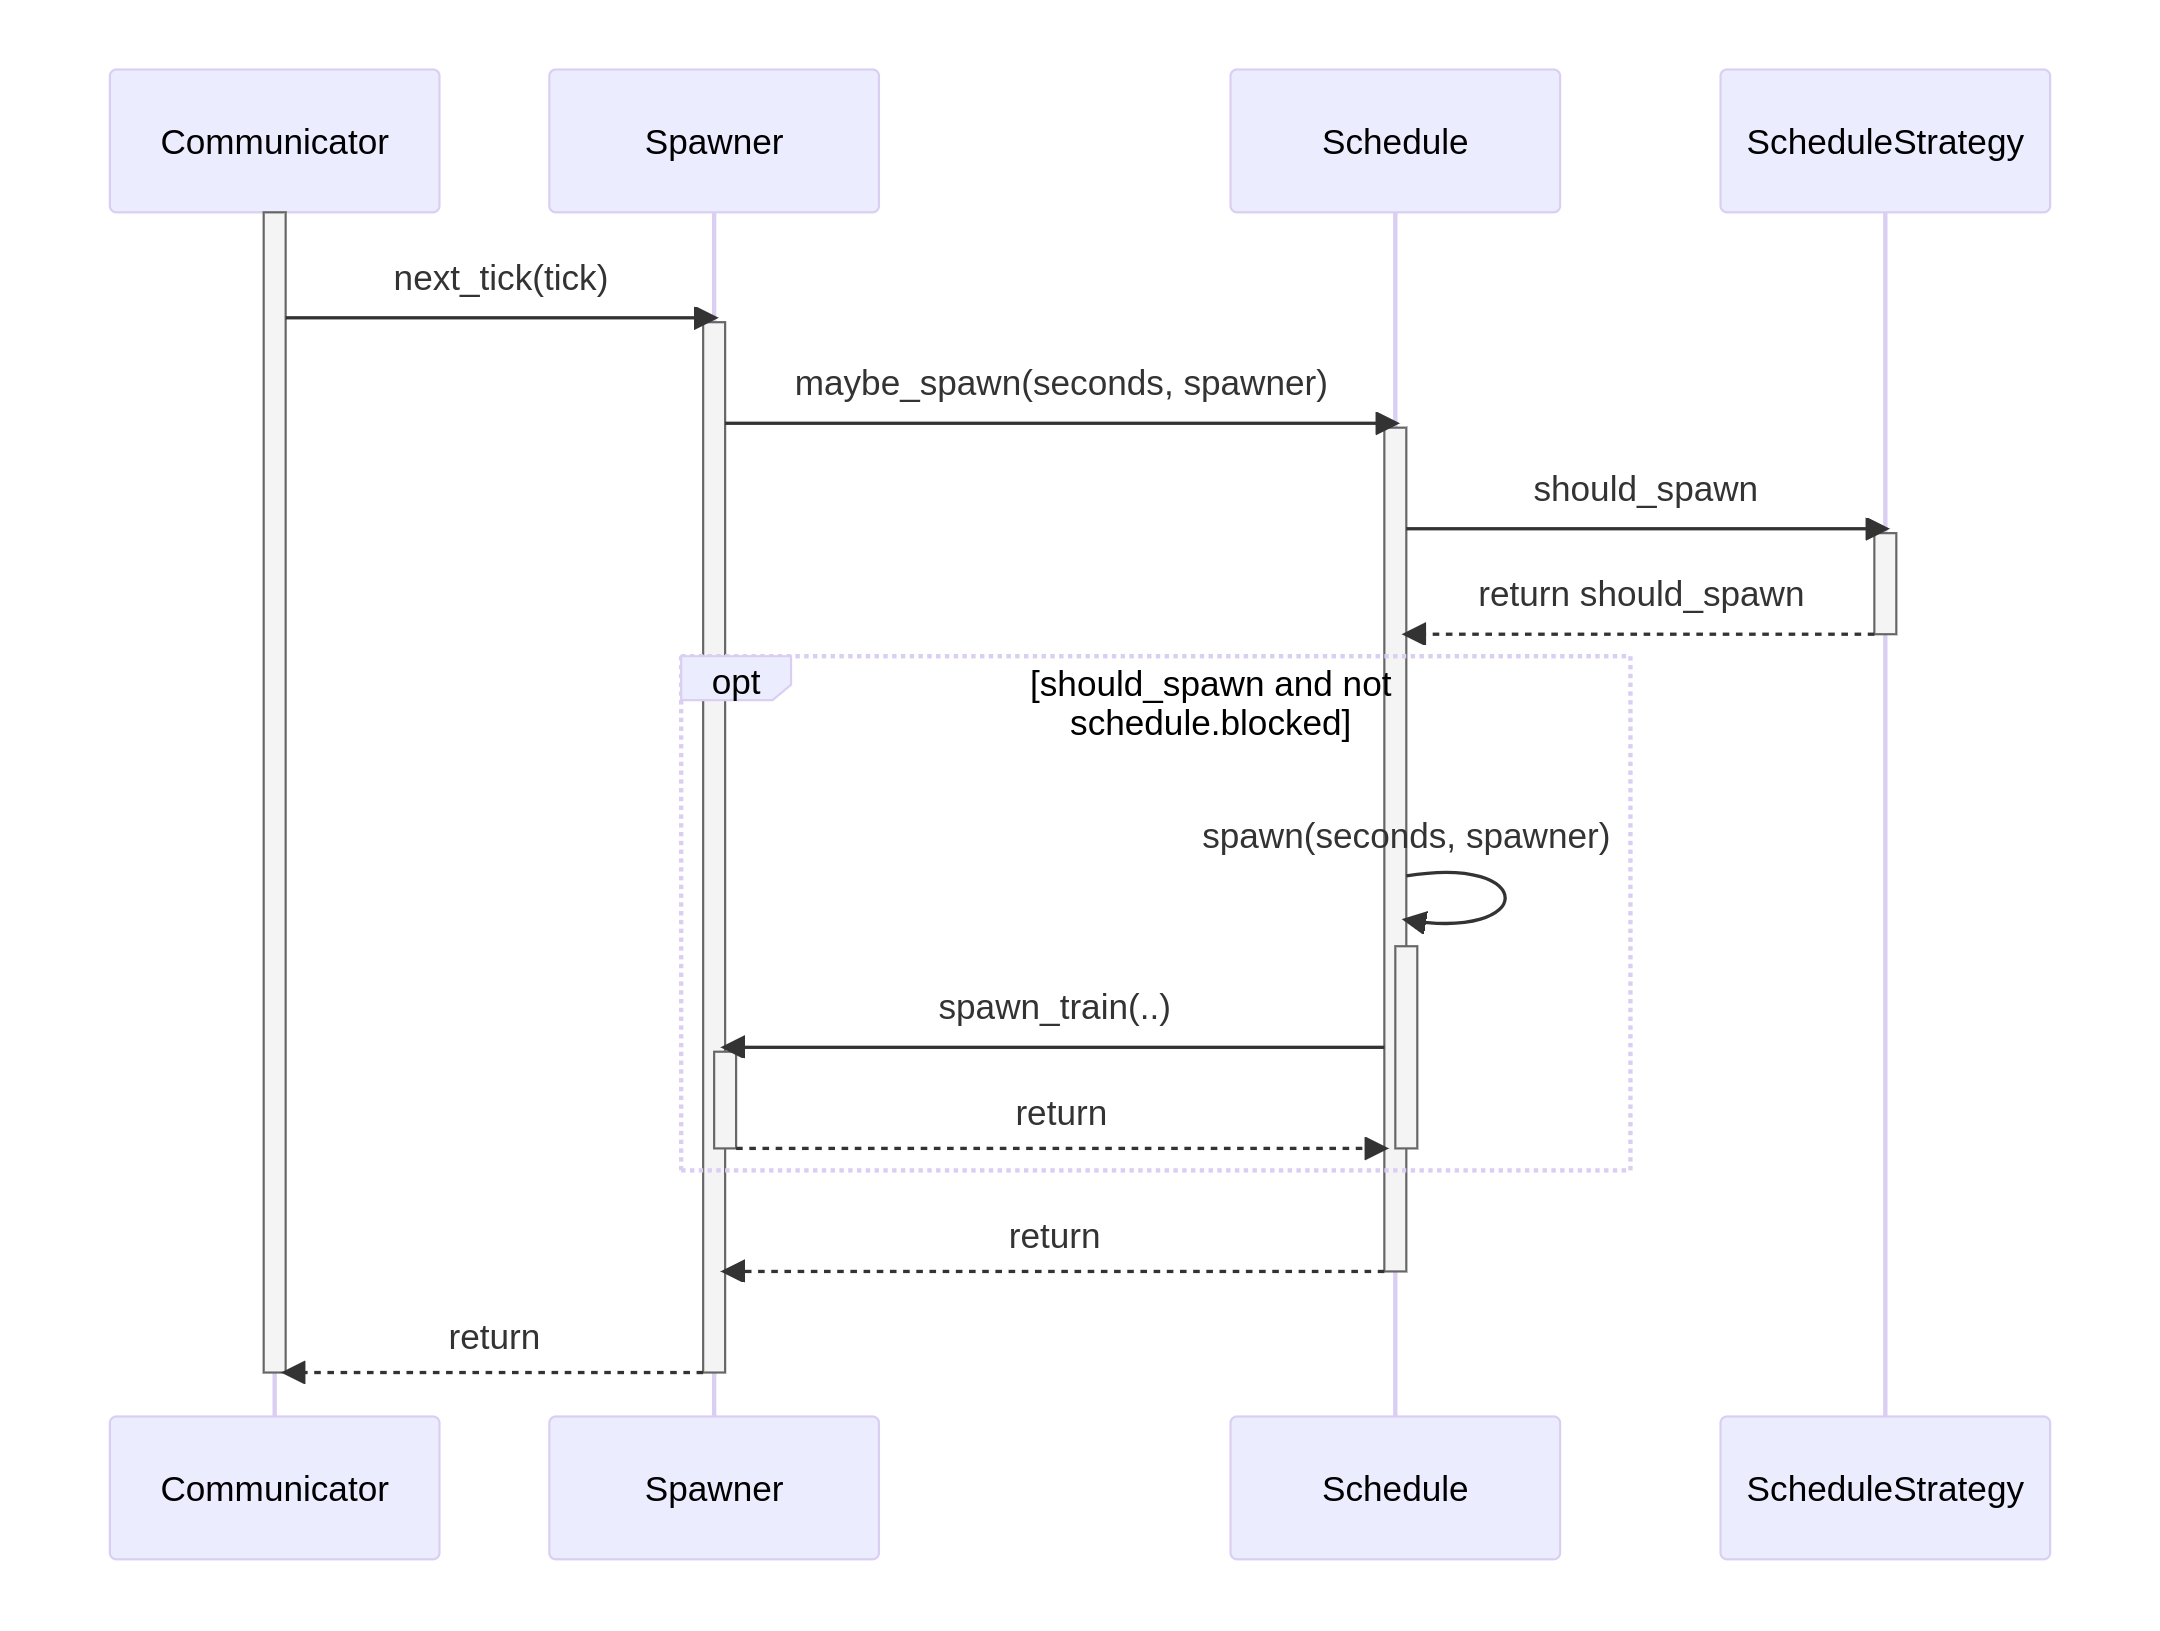 Communicator
Spawner
Schedule
ScheduleStrategy
next_tick(tick)
maybe_spawn(seconds, spawner)
should_spawn
return should_spawn
opt
[should_spawn and not
schedule.blocked]
spawn(seconds, spawner)
spawn_train(..)
return
return
return
Communicator
Spawner
Schedule
ScheduleStrategy